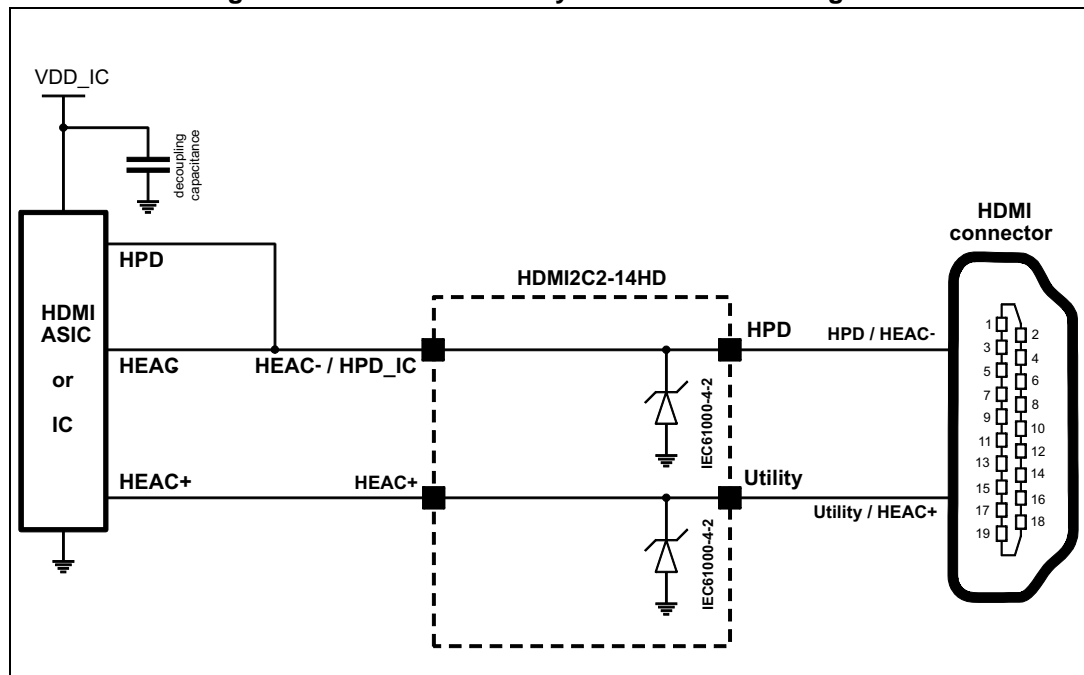 VDD_IC
decoupling
capacitance
HDMI
ASIC
or
IC
HPD
HEAC-
HEAC- / HPD_IC
HEAC+
HEAC+
HDMI2C2-14HD
HPD
IEC61000-4-2
Utility
IEC61000-4-2
HPD / HEAC-
Utility / HEAC+
HDMI
connector
1
2
3
4
5
6
7
8
9
10
11
12
13
14
15
16
17
18
19